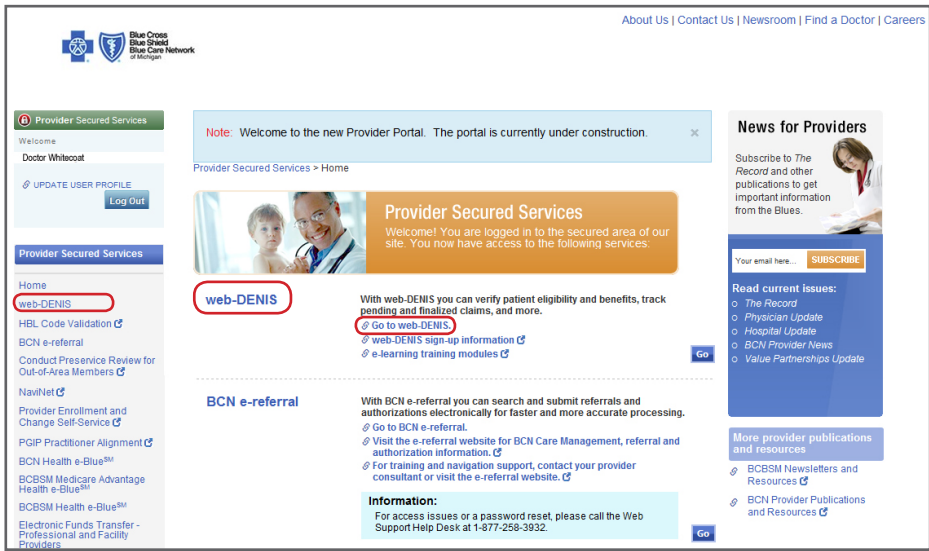 About Us | Contact Us | Newsroom | Find a Doctor | Careers
Blue Cross
Blue Shield
Blue Care Network
of Michigan
Provider Secured Services
Welcome
Doctor Whitecoat
UPDATE USER PROFILE
Log Out
Provider Secured Services
Home
web-DENIS
HBL Code Validation
BCN e-referral
Conduct Preservice Review for
Out-of-Area Members
NaviNet
Provider Enrollment and
Change Self-Service
PGIP Practitioner Alignment
BCN Health e-Blue℠
BCBSM Medicare Advantage
Health e-Blue℠
BCBSM Health e-Blue℠
Electronic Funds Transfer -
Professional and Facility
Providers
Note: Welcome to the new Provider Portal. The portal is currently under construction. ×
Provider Secured Services > Home
Provider Secured Services
Welcome! You are logged in to the secured area of our
site. You now have access to the following services:
web-DENIS
With web-DENIS you can verify patient eligibility and benefits, track
pending and finalized claims, and more.
Go to web-DENIS.
web-DENIS sign-up information
e-learning training modules
Go
BCN e-referral
With BCN e-referral you can search and submit referrals and
authorizations electronically for faster and more accurate processing.
Go to BCN e-referral.
Visit the e-referral website for BCN Care Management, referral and
authorization information.
For training and navigation support, contact your provider
consultant or visit the e-referral website.
Information:
For access issues or a password reset, please call the Web
Support Help Desk at 1-877-258-3932.
Go
News for Providers
Subscribe to The
Record and other
publications to get
important information
from the Blues.
Your email here...
SUBSCRIBE
Read current issues:
The Record
Physician Update
Hospital Update
BCN Provider News
Value Partnerships Update
More provider publications
and resources
BCBSM Newsletters and
Resources
BCN Provider Publications
and Resources